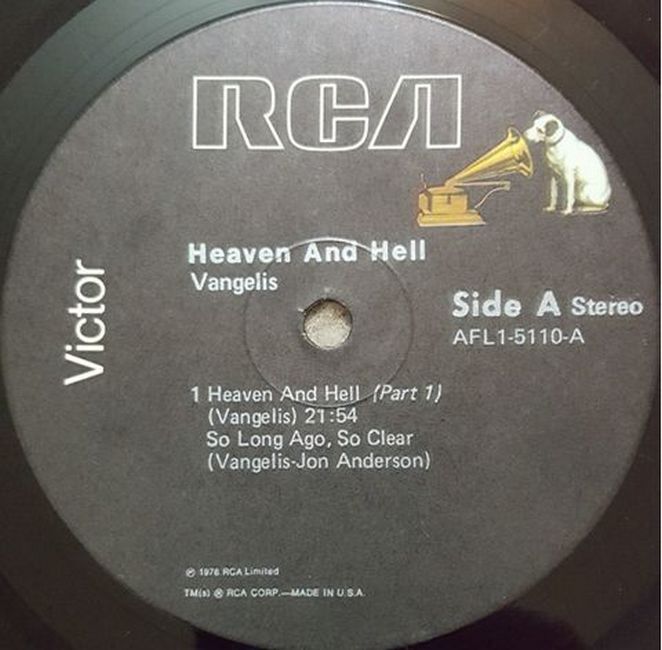 RCA
Heaven And Hell
Vangelis
Victor
Side A Stereo
AFL1-5110-A
1 Heaven And Hell (Part 1)
(Vangelis) 21:54
So Long Ago, So Clear
(Vangelis-Jon Anderson)
℗ 1976 RCA Limited
TM(s) ® RCA CORP.—MADE IN U.S.A.